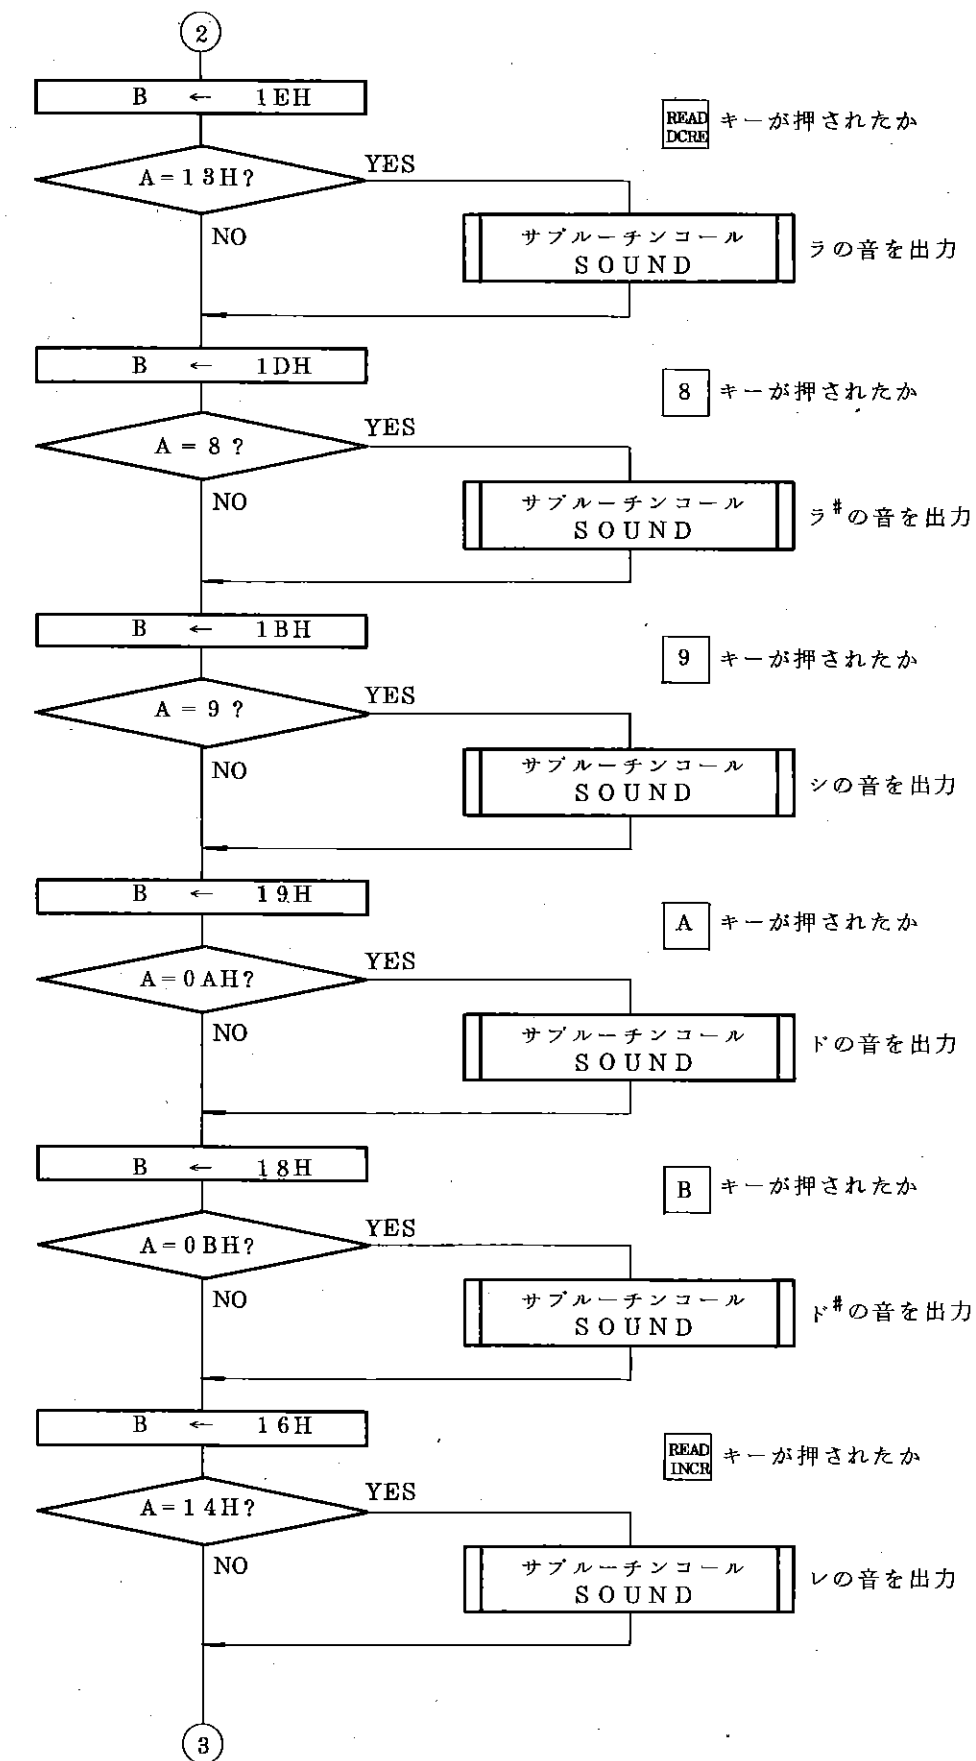 2
B ← 1EH
READ
DCRE
キーが押されたか
A=13H?
YES
NO
サブルーチンコール
SOUND
ラの音を出力
B ← 1DH
8 キーが押されたか
A=8?
YES
NO
サブルーチンコール
SOUND
ラ#の音を出力
B ← 1BH
9 キーが押されたか
A=9?
YES
NO
サブルーチンコール
SOUND
シの音を出力
B ← 19H
A キーが押されたか
A=0AH?
YES
NO
サブルーチンコール
SOUND
ドの音を出力
B ← 18H
B キーが押されたか
A=0BH?
YES
NO
サブルーチンコール
SOUND
ド#の音を出力
B ← 16H
READ
INCR
キーが押されたか
A=14H?
YES
NO
サブルーチンコール
SOUND
レの音を出力
3